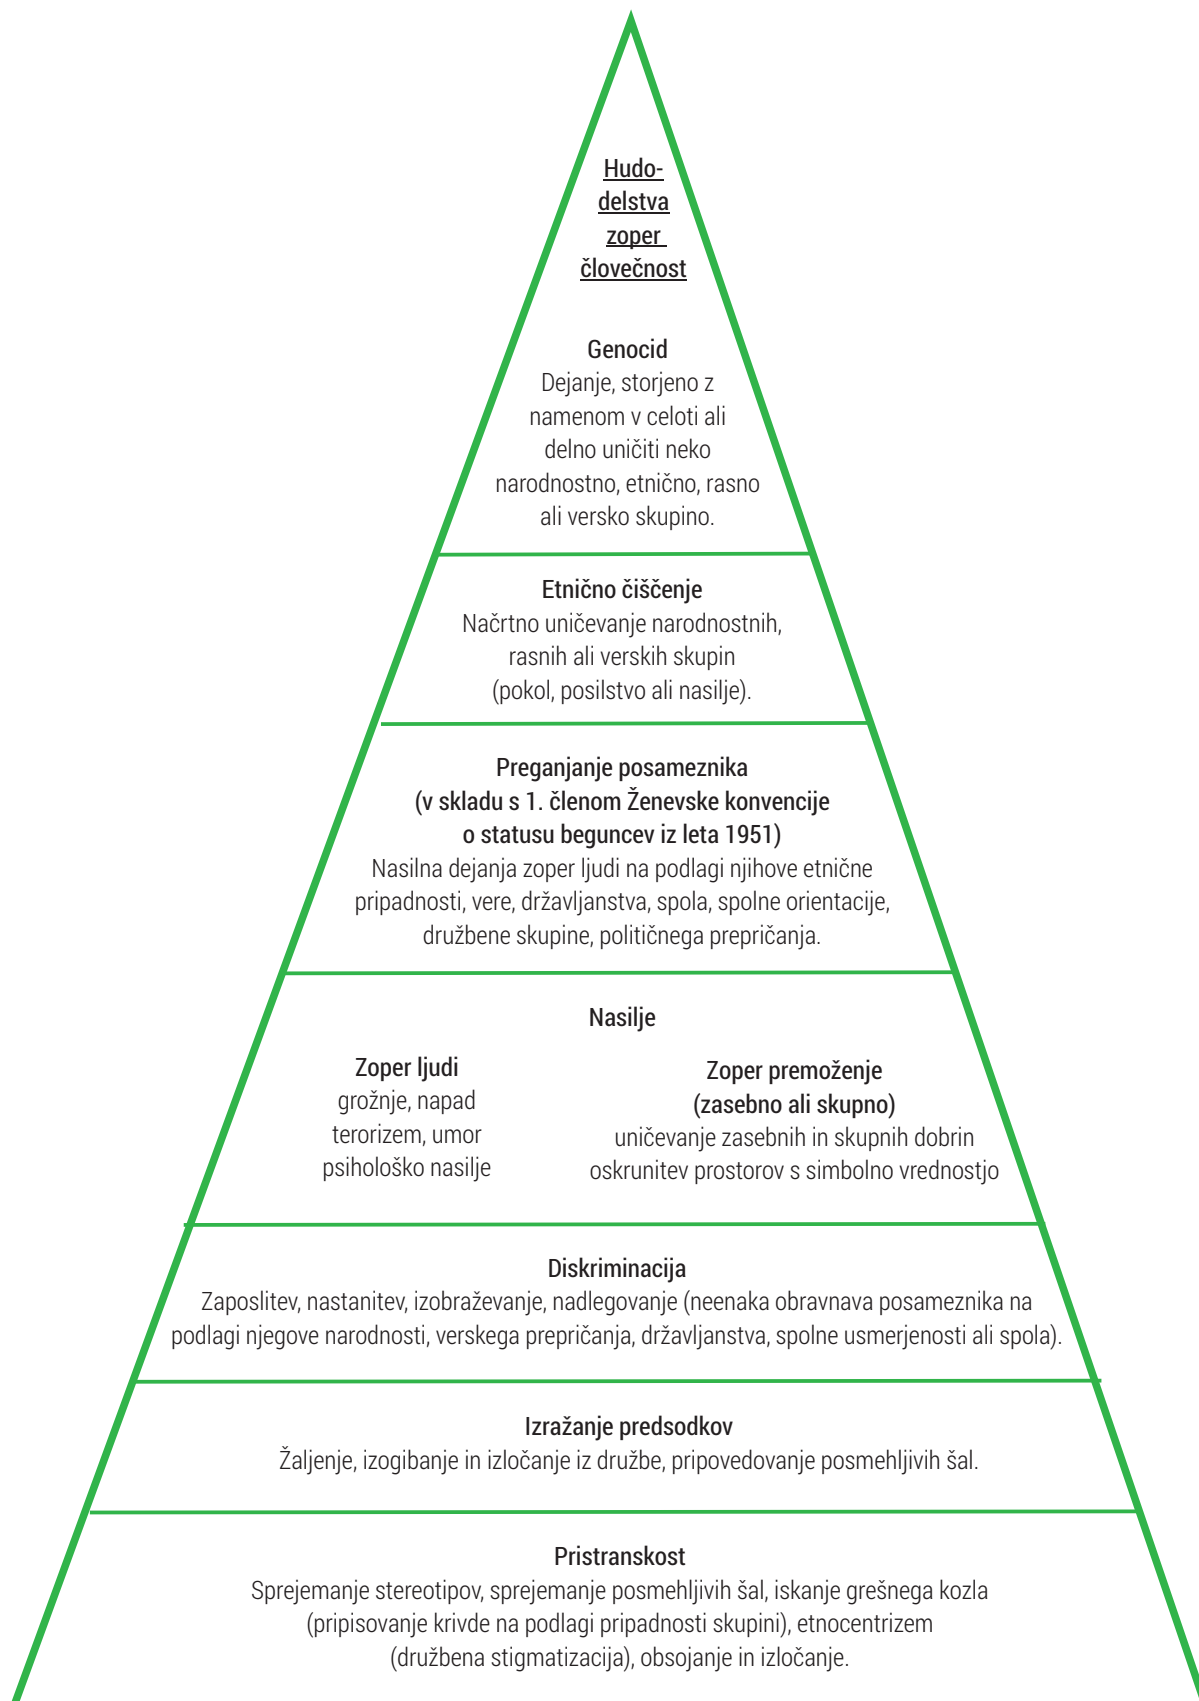 Hudo-
delstva
zoper
človečnost
Genocid
Dejanje, storjeno z
namenom v celoti ali
delno uničiti neko
narodnostno, etnično, rasno
ali versko skupino.
Etnično čiščenje
Načrtno uničevanje narodnostnih,
rasnih ali verskih skupin
(pokol, posilstvo ali nasilje).
Preganjanje posameznika
(v skladu s 1. členom Ženevske konvencije
o statusu beguncev iz leta 1951)
Nasilna dejanja zoper ljudi na podlagi njihove etnične
pripadnosti, vere, državljanstva, spola, spolne orientacije,
družbene skupine, političnega prepričanja.
Nasilje
Zoper ljudi
grožnje, napad
terorizem, umor
psihološko nasilje
Zoper premoženje
(zasebno ali skupno)
uničevanje zasebnih in skupnih dobrin
oskrunitev prostorov s simbolno vrednostjo
Diskriminacija
Zaposlitev, nastanitev, izobraževanje, nadlegovanje (neenaka obravnava posameznika na
podlagi njegove narodnosti, verskega prepričanja, državljanstva, spolne usmerjenosti ali spola).
Izražanje predsodkov
Žaljenje, izogibanje in izločanje iz družbe, pripovedovanje posmehljivih šal.
Pristranskost
Sprejemanje stereotipov, sprejemanje posmehljivih šal, iskanje grešnega kozla
(pripisovanje krivde na podlagi pripadnosti skupini), etnocentrizem
(družbena stigmatizacija), obsojanje in izločanje.